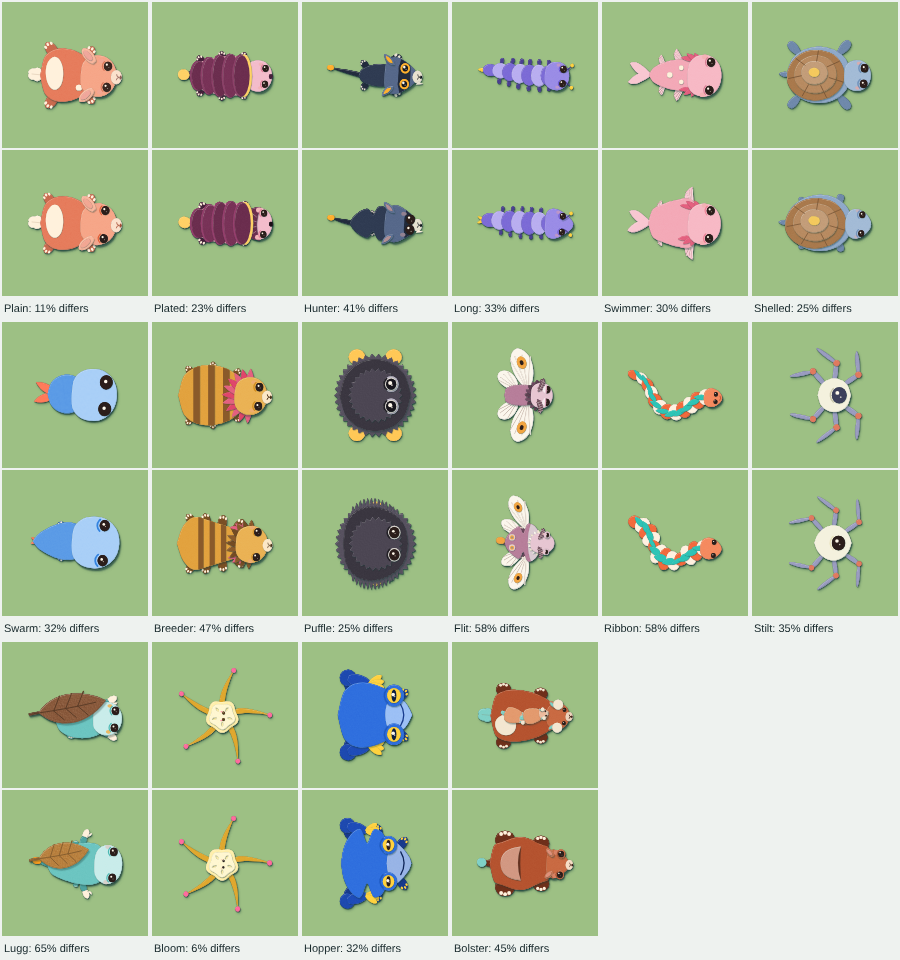 Plain: 11% differs
Plated: 23% differs
Hunter: 41% differs
Long: 33% differs
Swimmer: 30% differs
Shelled: 25% differs
Swarm: 32% differs
Breeder: 47% differs
Puffle: 25% differs
Flit: 58% differs
Ribbon: 58% differs
Stilt: 35% differs
Lugg: 65% differs
Bloom: 6% differs
Hopper: 32% differs
Bolster: 45% differs